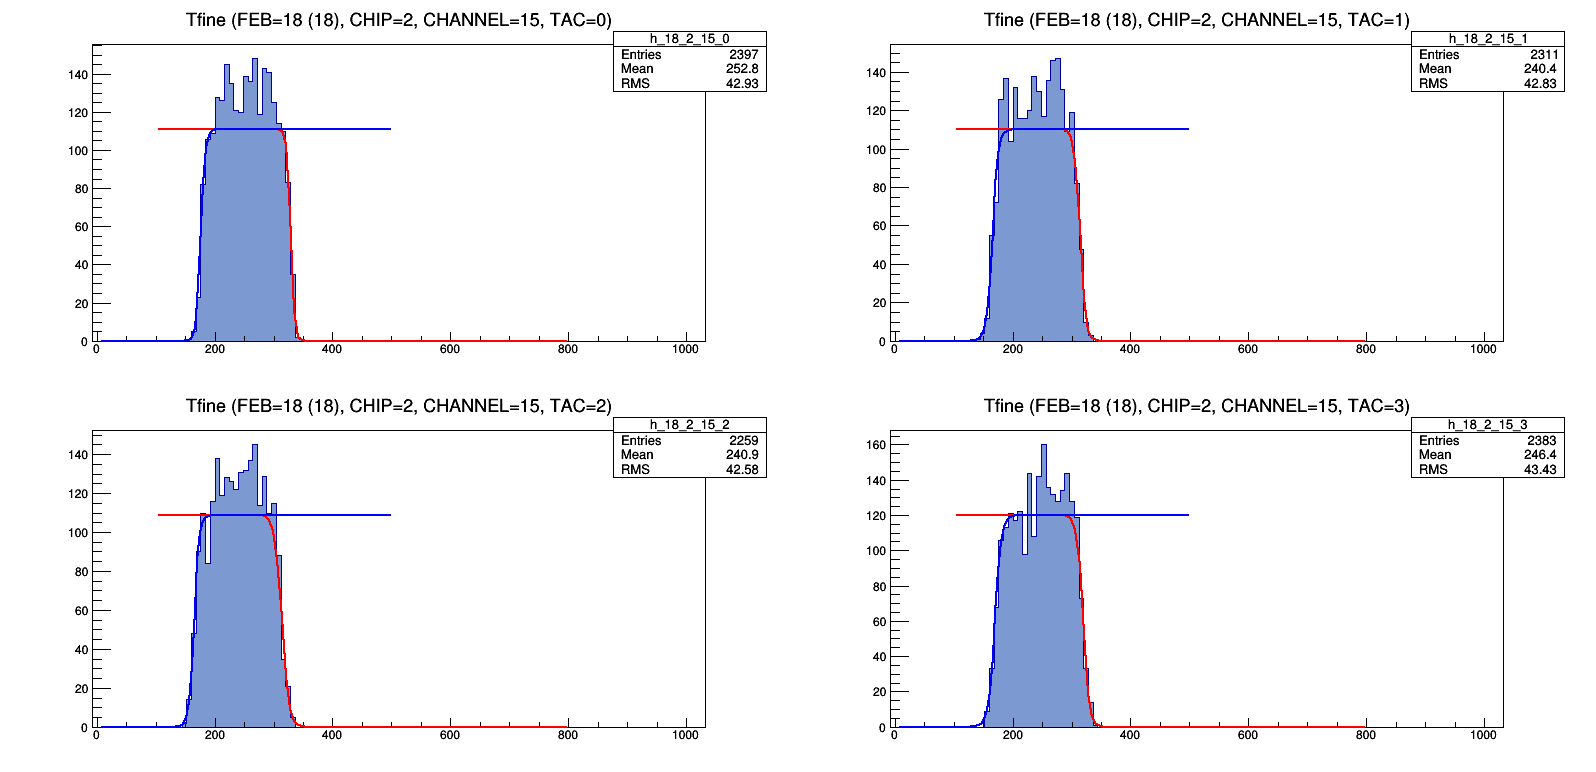 Tfine (FEB=18 (18), CHIP=2, CHANNEL=15, TAC=0)
h_18_2_15_0
Entries 2397
Mean 252.8
RMS 42.93
140
120
100
80
60
40
20
0
0 200 400 600 800 1000
Tfine (FEB=18 (18), CHIP=2, CHANNEL=15, TAC=1)
h_18_2_15_1
Entries 2311
Mean 240.4
RMS 42.83
140
120
100
80
60
40
20
0
0 200 400 600 800 1000
Tfine (FEB=18 (18), CHIP=2, CHANNEL=15, TAC=2)
h_18_2_15_2
Entries 2259
Mean 240.9
RMS 42.58
140
120
100
80
60
40
20
0
0 200 400 600 800 1000
Tfine (FEB=18 (18), CHIP=2, CHANNEL=15, TAC=3)
h_18_2_15_3
Entries 2383
Mean 246.4
RMS 43.43
160
140
120
100
80
60
40
20
0
0 200 400 600 800 1000